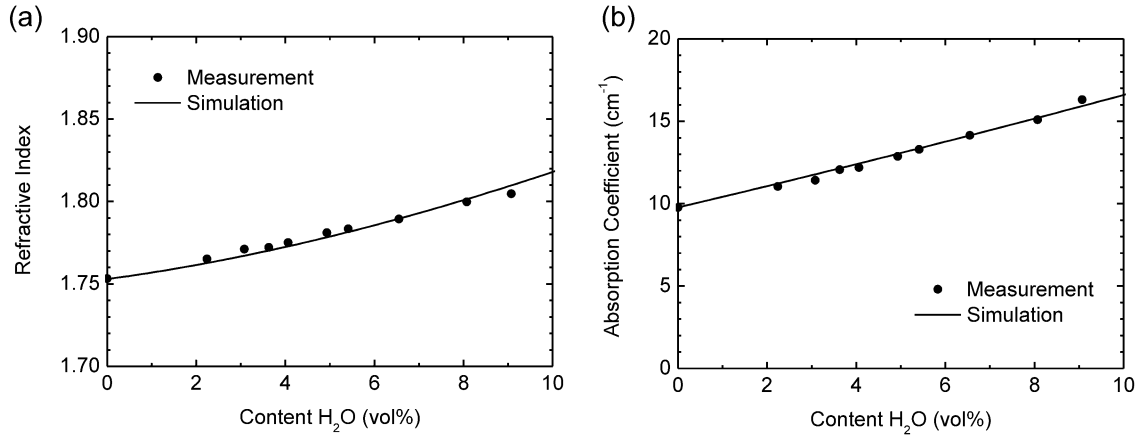 (a)
1.90
1.85
1.80
1.75
1.70
Refractive Index
Measurement
Simulation
0 2 4 6 8 10
Content H₂O (vol%)
(b)
20
15
10
5
0
Absorption Coefficient (cm⁻¹)
Measurement
Simulation
0 2 4 6 8 10
Content H₂O (vol%)